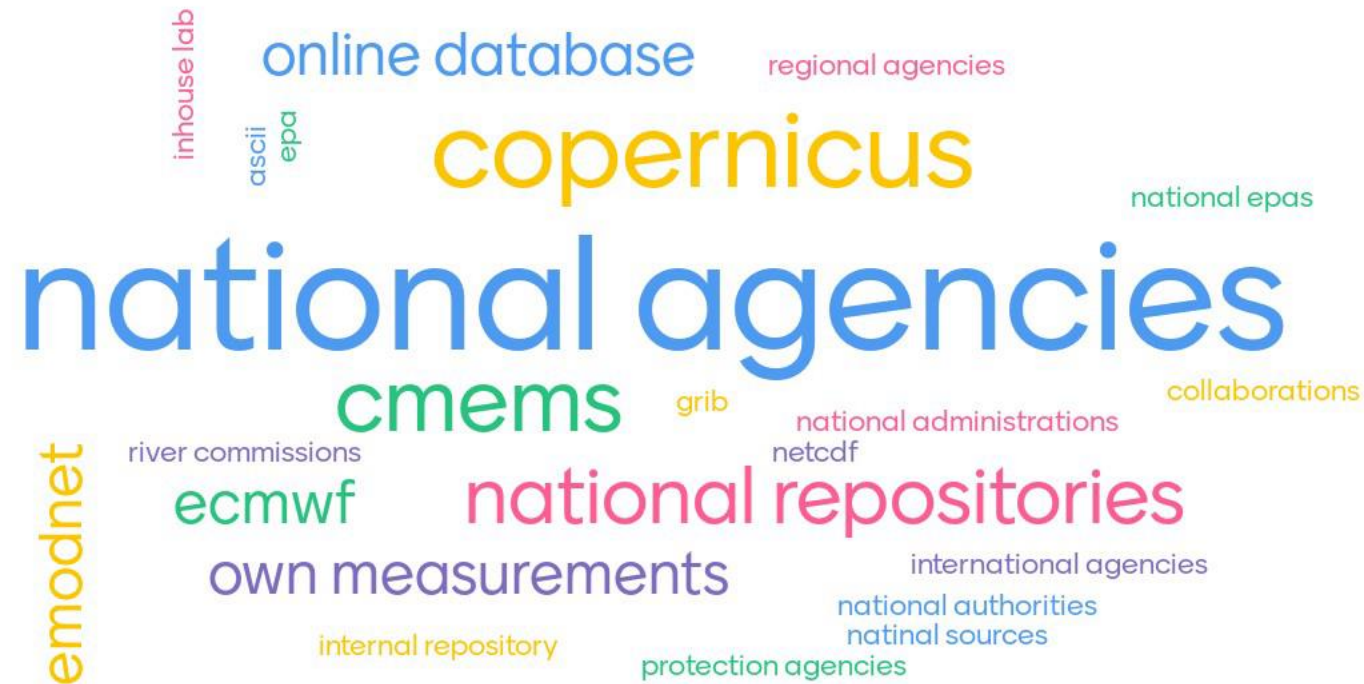 inhouse lab
online database
regional agencies
ascii
epa
copernicus
national epas
national agencies
cmems
grib
collaborations
national administrations
river commissions
netcdf
emodnet
ecmwf
national repositories
own measurements
international agencies
national authorities
natinal sources
internal repository
protection agencies